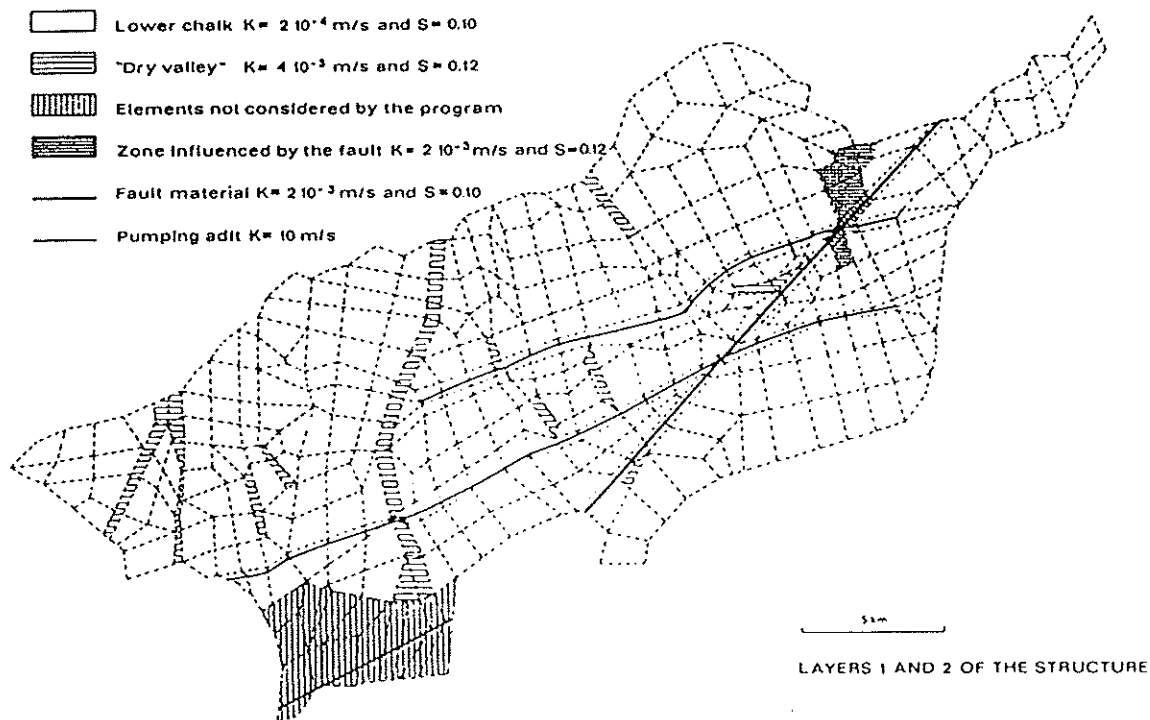 Lower chalk K= 2 10⁻⁴ m/s and S=0.10
"Dry valley" K= 4 10⁻³ m/s and S=0.12
Elements not considered by the program
Zone influenced by the fault K= 2 10⁻³ m/s and S=0.12
Fault material K= 2 10⁻³ m/s and S=0.10
Pumping adit K= 10 m/s
5 km
LAYERS 1 AND 2 OF THE STRUCTURE